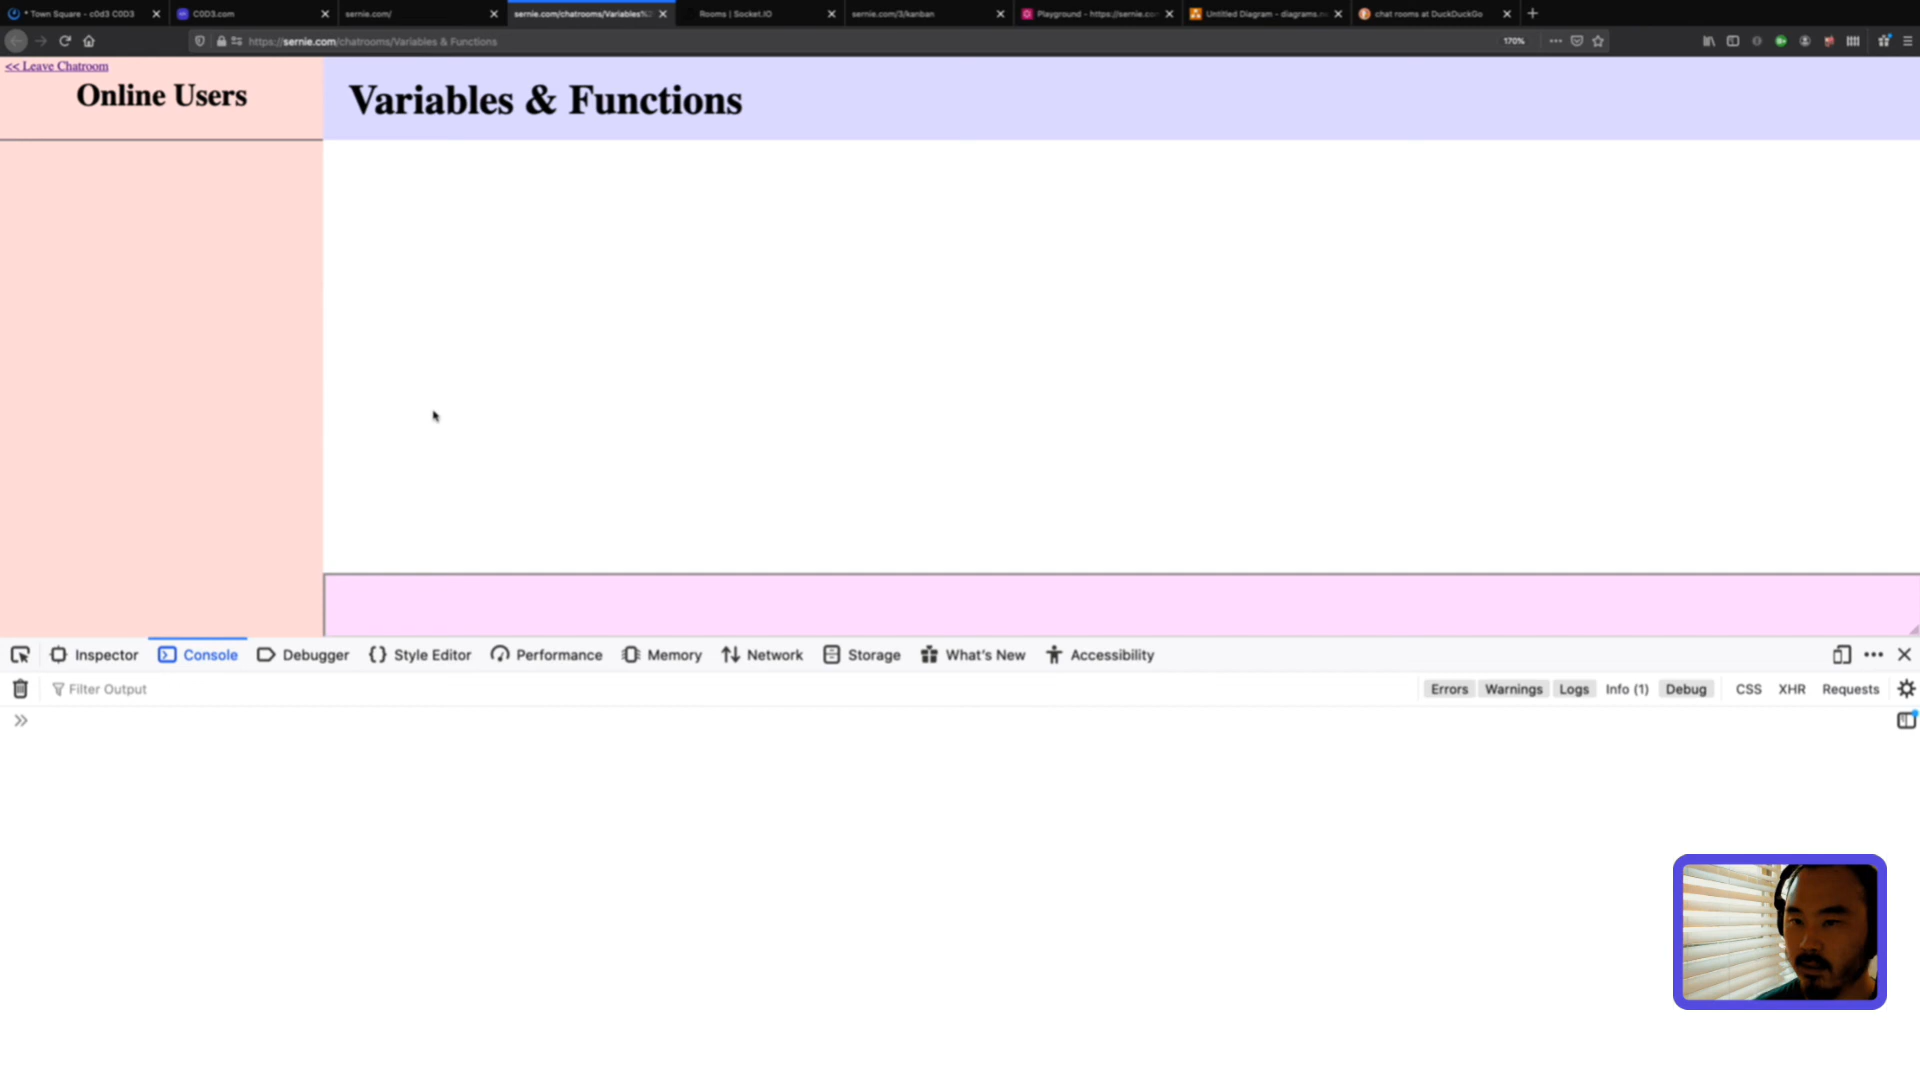 * Town Square - c0d3 C0D3
C0D3.com
sernie.com/
sernie.com/chatrooms/Variables%
Rooms | Socket.IO
sernie.com/3/kanban
Playground - https://sernie.co
Untitled Diagram - diagrams.n
chat rooms at DuckDuckGo
https://sernie.com/chatrooms/Variables & Functions
170%
<< Leave Chatroom
Online Users
Variables & Functions
Inspector
Console
Debugger
Style Editor
Performance
Memory
Network
Storage
What's New
Accessibility
Filter Output
Errors
Warnings
Logs
Info (1)
Debug
CSS
XHR
Requests